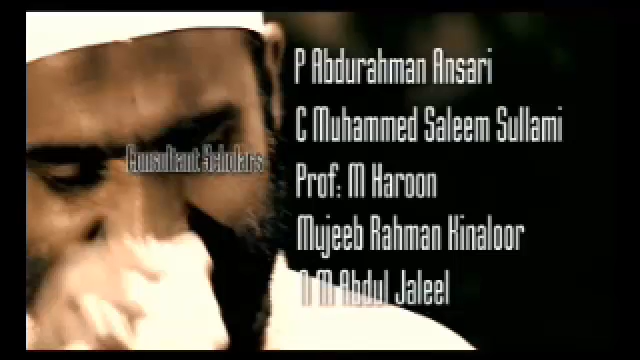 Consultant Scholars
P Abdurahman Ansari
C Muhammed Saleem Sullami
Prof: M Haroon
Mujeeb Rahman Kinaloor
M Abdul Jaleel